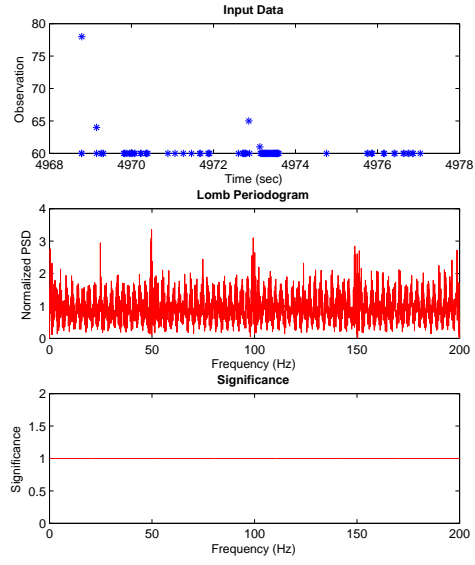 Input Data
80
75
70
65
60
Observation
4968 4970 4972 4974 4976 4978
Time (sec)
Lomb Periodogram
4
3
2
1
0
Normalized PSD
0 50 100 150 200
Frequency (Hz)
Significance
2
1.5
1
0.5
0
Significance
0 50 100 150 200
Frequency (Hz)